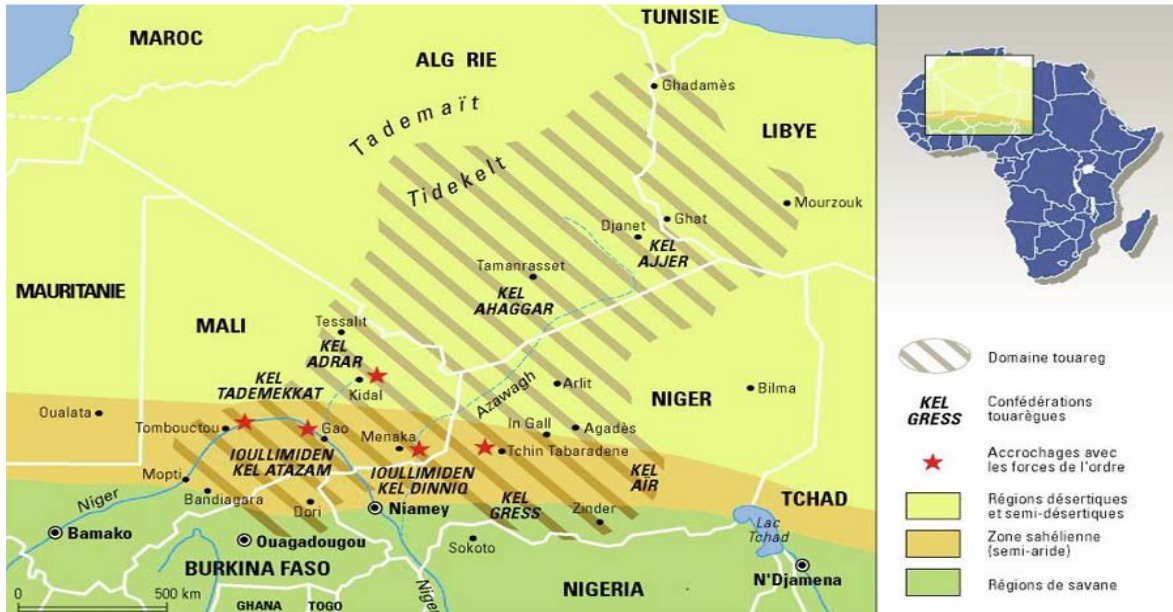 TUNISIE
MAROC
ALG RIE
Ghadamès
Tademaït
LIBYE
Tidekelt
Mourzouk
Djanet
Ghat
KEL
AJJER
Tamanrasset
KEL
AHAGGAR
MAURITANIE
MALI
Tessalit
KEL
ADRAR
KEL
TADEMEKKAT
Kidal
Azawagh
Arlit
Bilma
NIGER
Oualata
Tombouctou
Gao
Menaka
In Gall
Agadès
Tchin Tabaradene
IOULLIMIDEN
KEL ATAZAM
IOULLIMIDEN
KEL DINNIQ
KEL
AÏR
Mopti
Niger
Bandiagara
Dori
Niamey
KEL
GRESS
Zinder
TCHAD
Lac
Tchad
Bamako
Ouagadougou
Sokoto
BURKINA FASO
Niger
NIGERIA
N'Djamena
GHANA
TOGO
0
500 km
Domaine touareg
KEL
GRESS
Confédérations
touarègues
Accrochages avec
les forces de l'ordre
Régions désertiques
et semi-désertiques
Zone sahélienne
(semi-aride)
Régions de savane